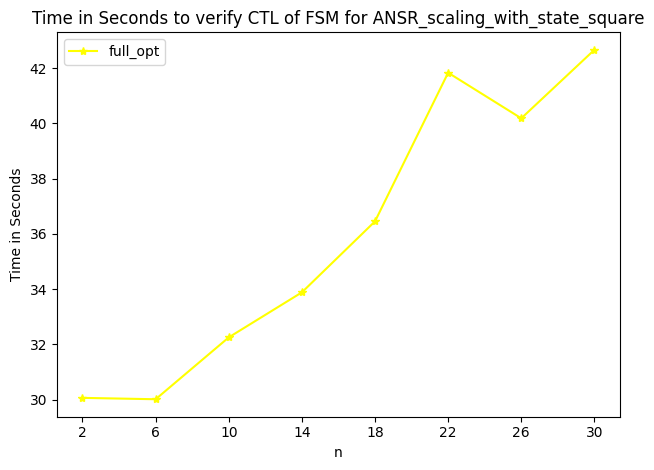 Time in Seconds to verify CTL of FSM for ANSR_scaling_with_state_square
full_opt
42
40
38
36
34
32
30
Time in Seconds
2 6 10 14 18 22 26 30
n